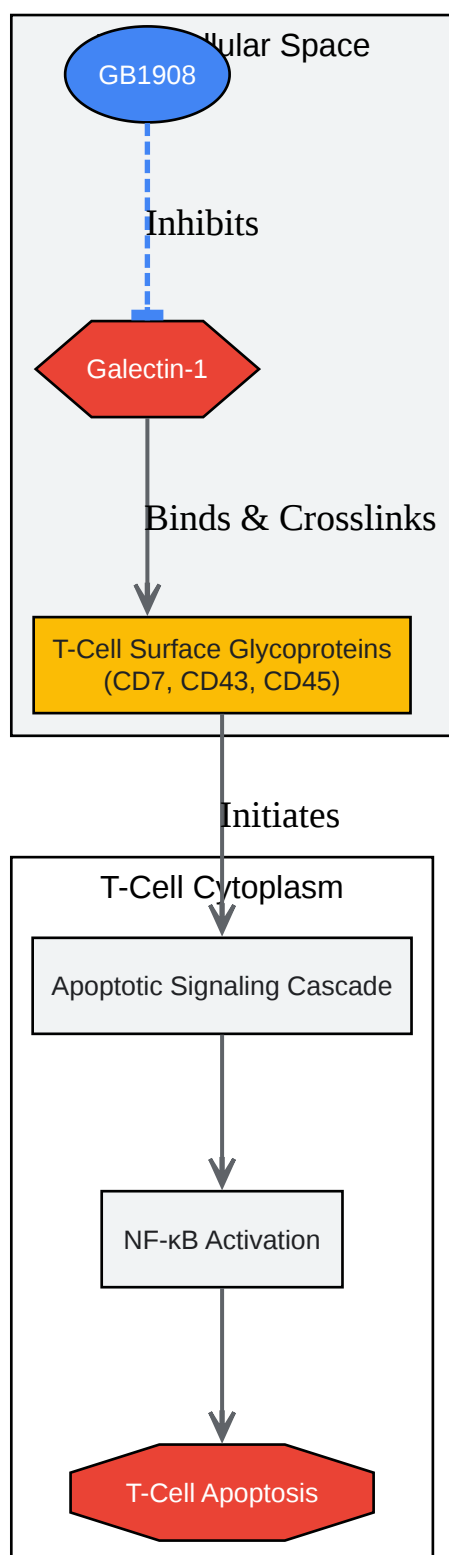 ular Space
GB1908
Inhibits
Galectin-1
Binds & Crosslinks
T-Cell Surface Glycoproteins
(CD7, CD43, CD45)
Initiates
T-Cell Cytoplasm
Apoptotic Signaling Cascade
NF-κB Activation
T-Cell Apoptosis